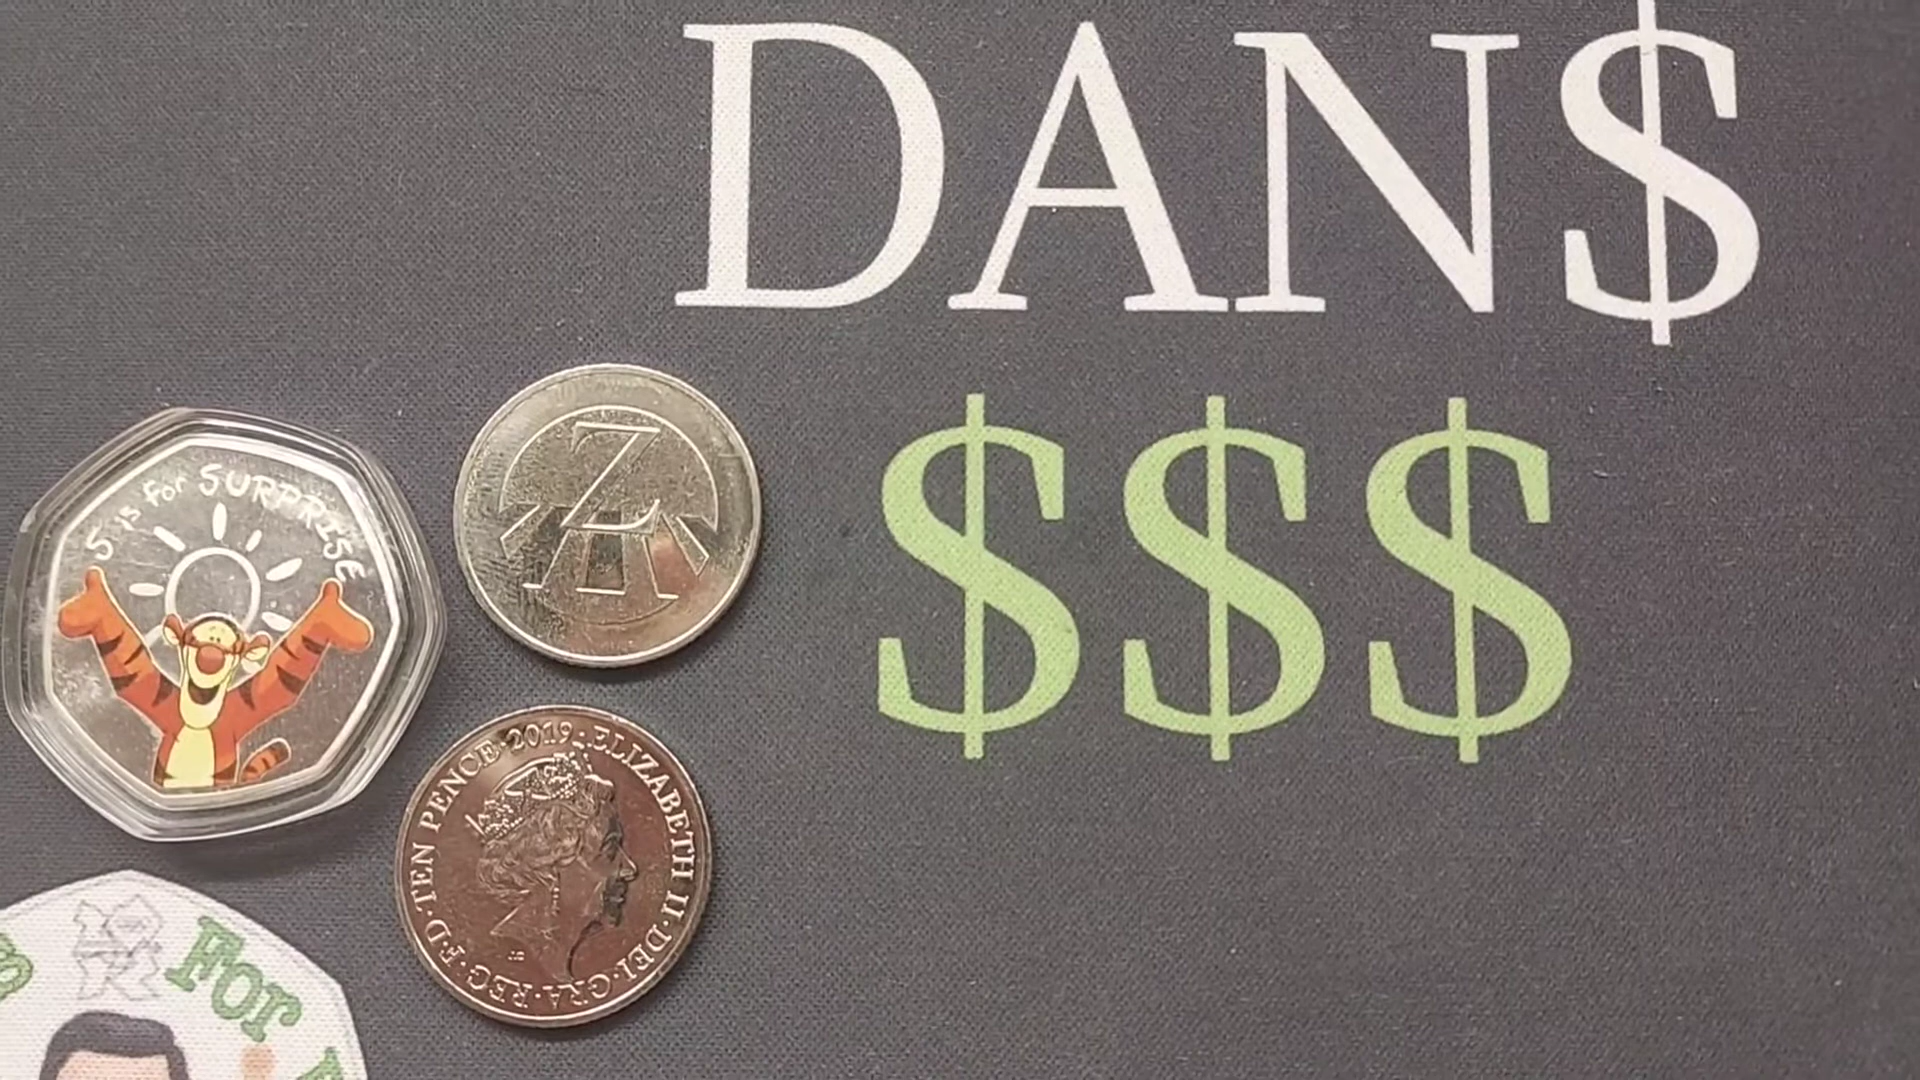 DAN$
$$$
S is for SURPRISE
Z
TEN PENCE · 2019 · ELIZABETH II · DEI · GRA · REG · F · D ·
For